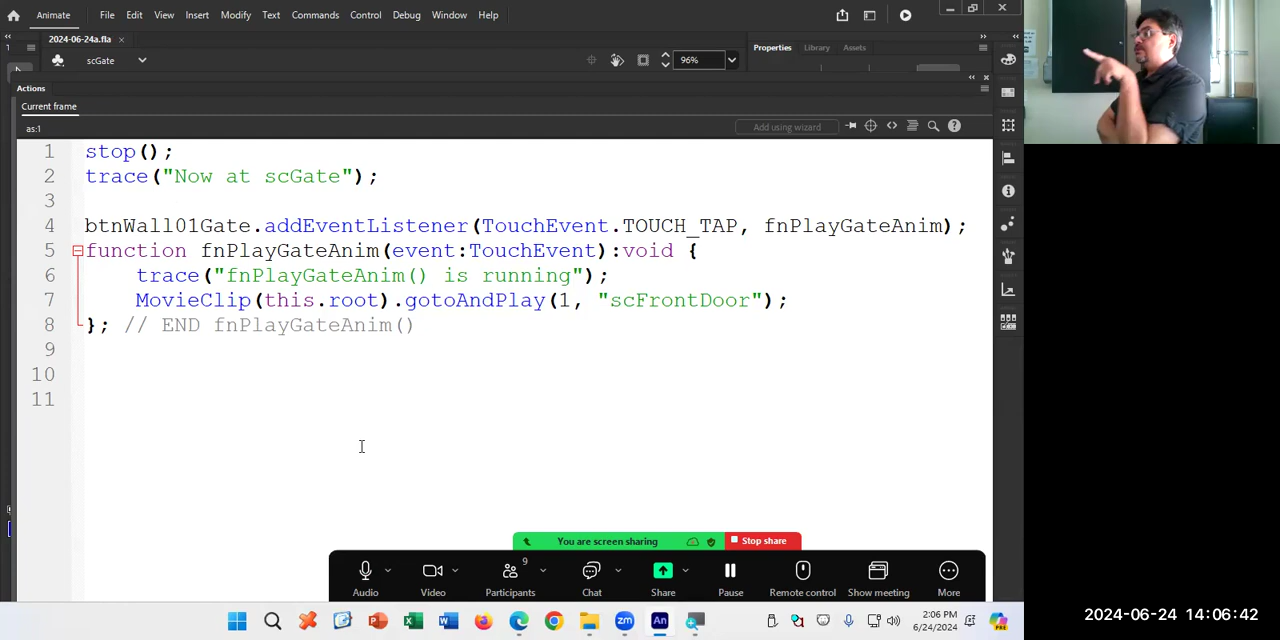 Animate File Edit View Insert Modify Text Commands Control Debug Window Help
2024-06-24a.fla
scGate 96% Properties Library Assets
Actions
Current frame
as:1 Add using wizard
1 stop();
2 trace("Now at scGate");
3
4 btnWall01Gate.addEventListener(TouchEvent.TOUCH_TAP, fnPlayGateAnim);
5 function fnPlayGateAnim(event:TouchEvent):void {
6 trace("fnPlayGateAnim() is running");
7 MovieClip(this.root).gotoAndPlay(1, "scFrontDoor");
8 }; // END fnPlayGateAnim()
9
10
11
You are screen sharing Stop share
9
Audio Video Participants Chat Share Pause Remote control Show meeting More
2:06 PM
6/24/2024
2024-06-24 14:06:42